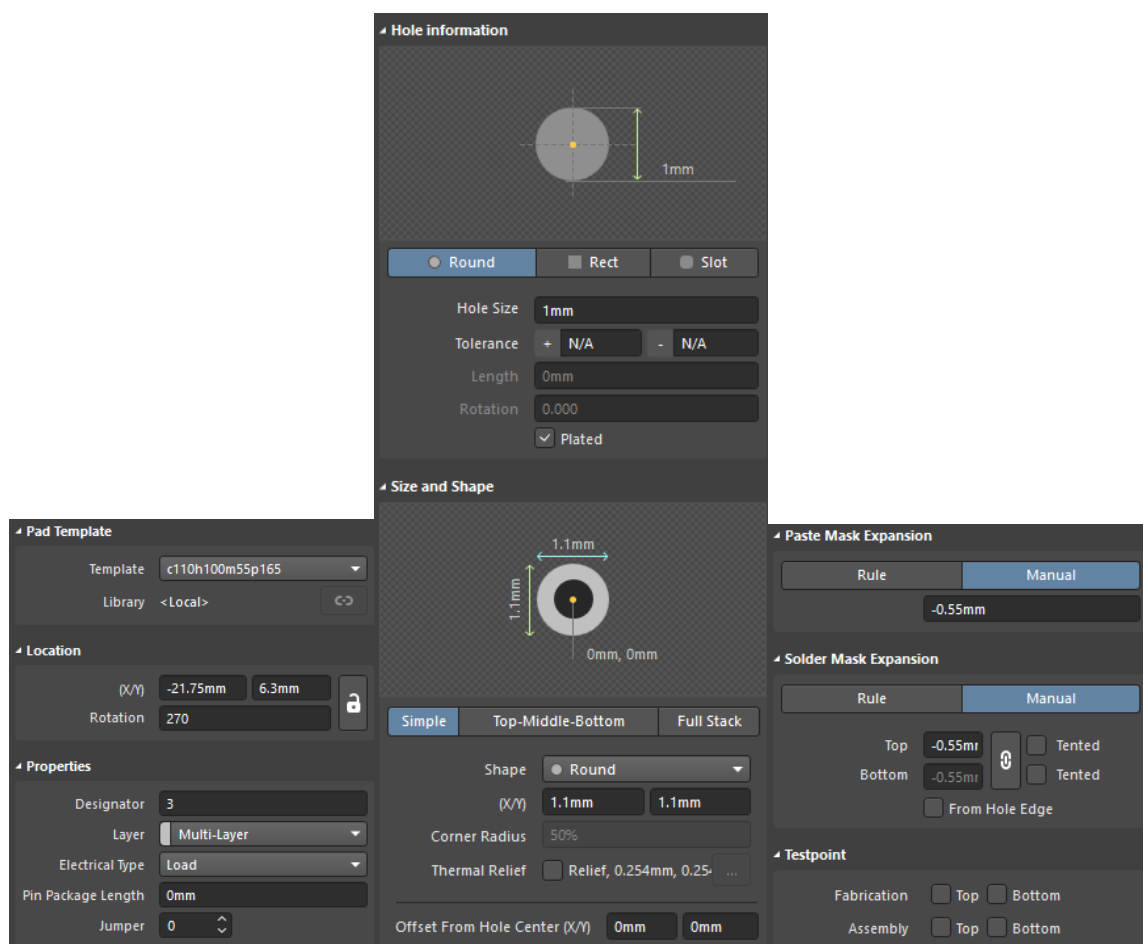 Pad Template
Template c110h100m55p165
Library <Local>
Location
(X/Y) -21.75mm 6.3mm
Rotation 270
Properties
Designator 3
Layer Multi-Layer
Electrical Type Load
Pin Package Length 0mm
Jumper 0
Hole information
1mm
Round Rect Slot
Hole Size 1mm
Tolerance + N/A - N/A
Length 0mm
Rotation 0.000
Plated
Size and Shape
1.1mm
1.1mm
0mm, 0mm
Simple Top-Middle-Bottom Full Stack
Shape Round
(X/Y) 1.1mm 1.1mm
Corner Radius 50%
Thermal Relief Relief, 0.254mm, 0.25 ...
Offset From Hole Center (X/Y) 0mm 0mm
Paste Mask Expansion
Rule Manual
-0.55mm
Solder Mask Expansion
Rule Manual
Top -0.55m Tented
Bottom -0.55m Tented
From Hole Edge
Testpoint
Fabrication Top Bottom
Assembly Top Bottom